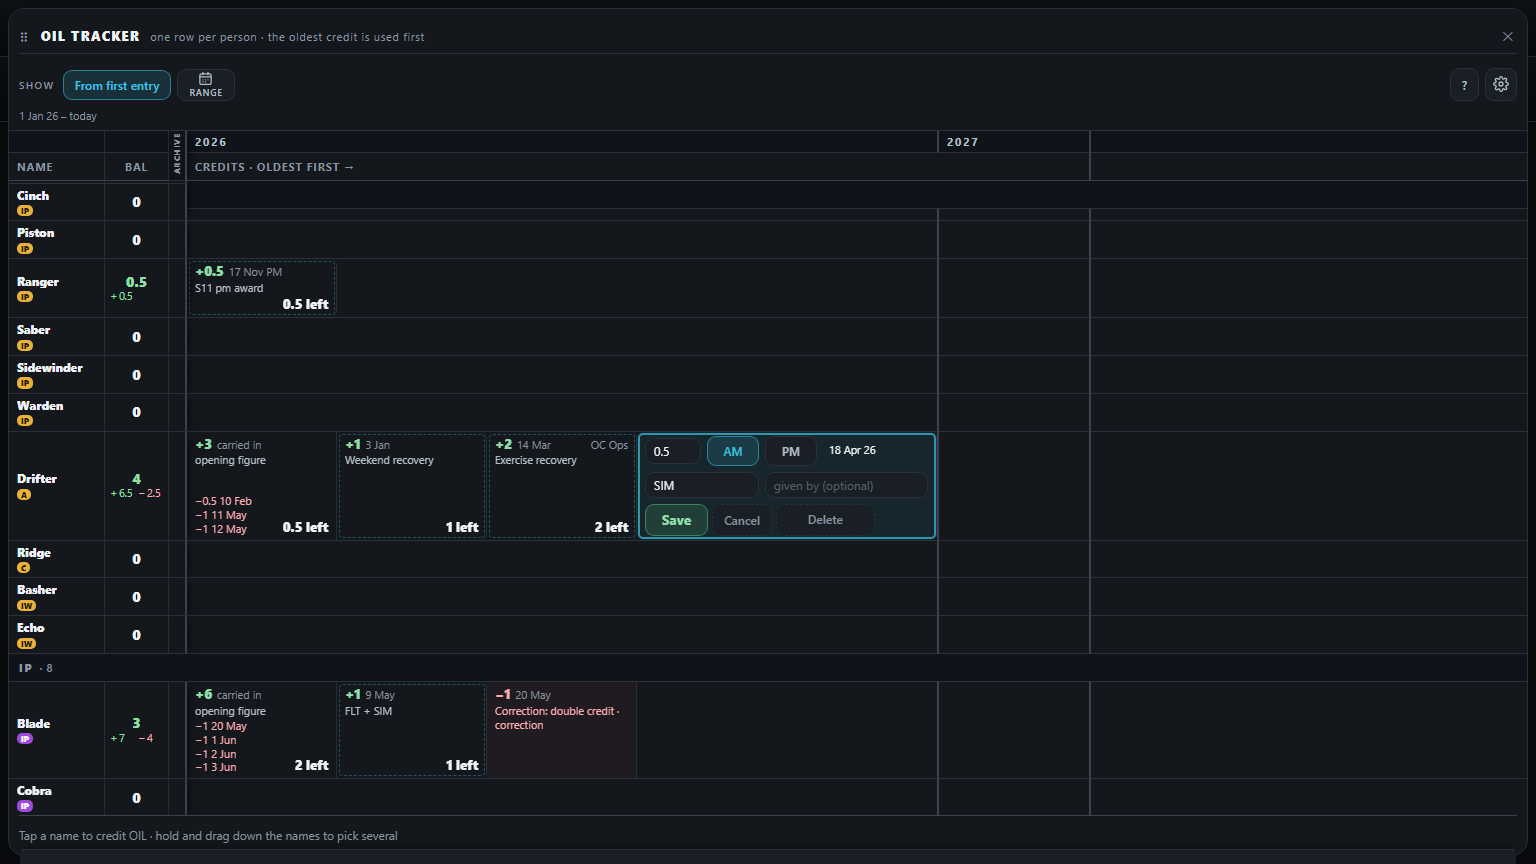 OIL TRACKER one row per person · the oldest credit is used first
SHOW From first entry RANGE ?
1 Jan 26 – today
ARCHIVE
2026 2027
NAME BAL CREDITS · OLDEST FIRST →
Cinch 0
IP
Piston 0
IP
Ranger 0.5
IP +0.5
+0.5 17 Nov PM
S11 pm award
0.5 left
Saber 0
IP
Sidewinder 0
IP
Warden 0
IP
Drifter 4
A +6.5 −2.5
+3 carried in
opening figure
−0.5 10 Feb
−1 11 May
−1 12 May 0.5 left
+1 3 Jan
Weekend recovery
1 left
+2 14 Mar OC Ops
Exercise recovery
2 left
0.5 AM PM 18 Apr 26
SIM given by (optional)
Save Cancel Delete
Ridge 0
C
Basher 0
IW
Echo 0
IW
IP · 8
Blade 3
IP +7 −4
+6 carried in
opening figure
−1 20 May
−1 1 Jun
−1 2 Jun
−1 3 Jun 2 left
+1 9 May
FLT + SIM
1 left
−1 20 May
Correction: double credit ·
correction
Cobra 0
IP
Tap a name to credit OIL · hold and drag down the names to pick several